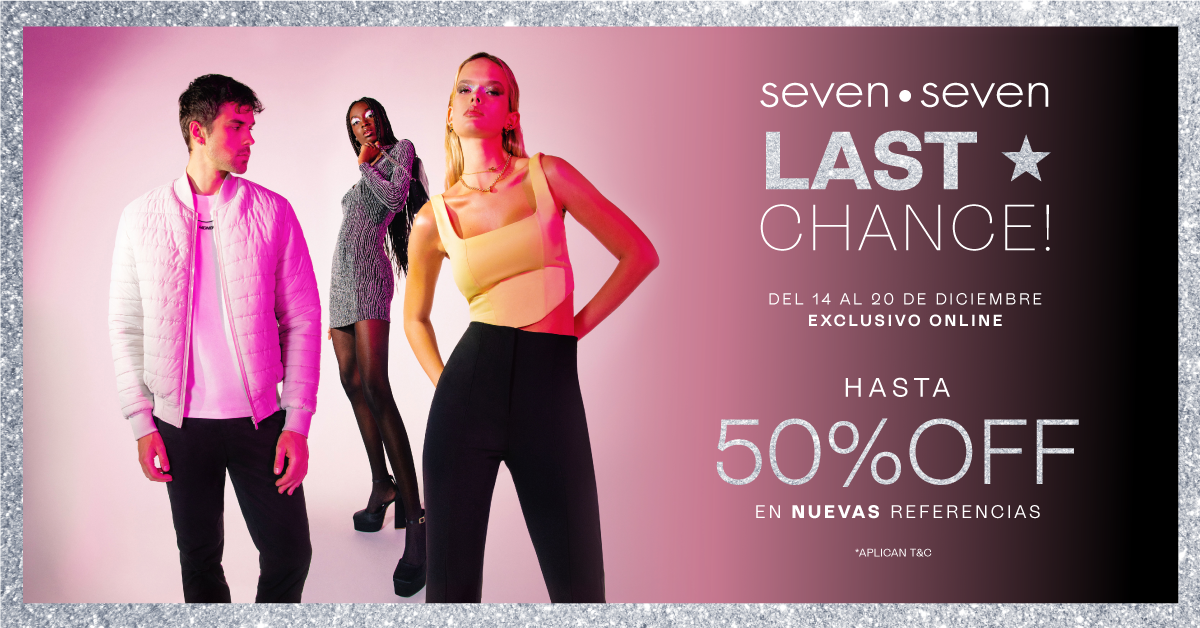 seven•seven
LAST ★
CHANCE!
DEL 14 AL 20 DE DICIEMBRE
EXCLUSIVO ONLINE
HASTA
50%OFF
EN NUEVAS REFERENCIAS
*APLICAN T&C